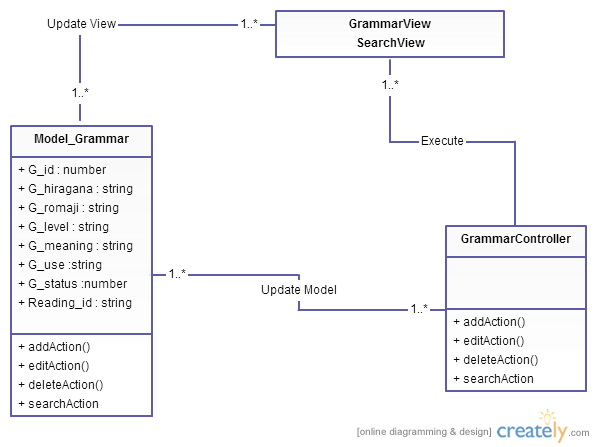 Update View
1..*
GrammarView
SearchView
1..*
1..*
Execute
Model_Grammar
+ G_id : number
+ G_hiragana : string
+ G_romaji : string
+ G_level : string
+ G_meaning : string
+ G_use :string
+ G_status :number
+ Reading_id : string
+ addAction()
+ editAction()
+ deleteAction()
+ searchAction
1..*
Update Model
1..*
GrammarController
+ addAction()
+ editAction()
+ deleteAction()
+ searchAction
[online diagramming & design] creately.com